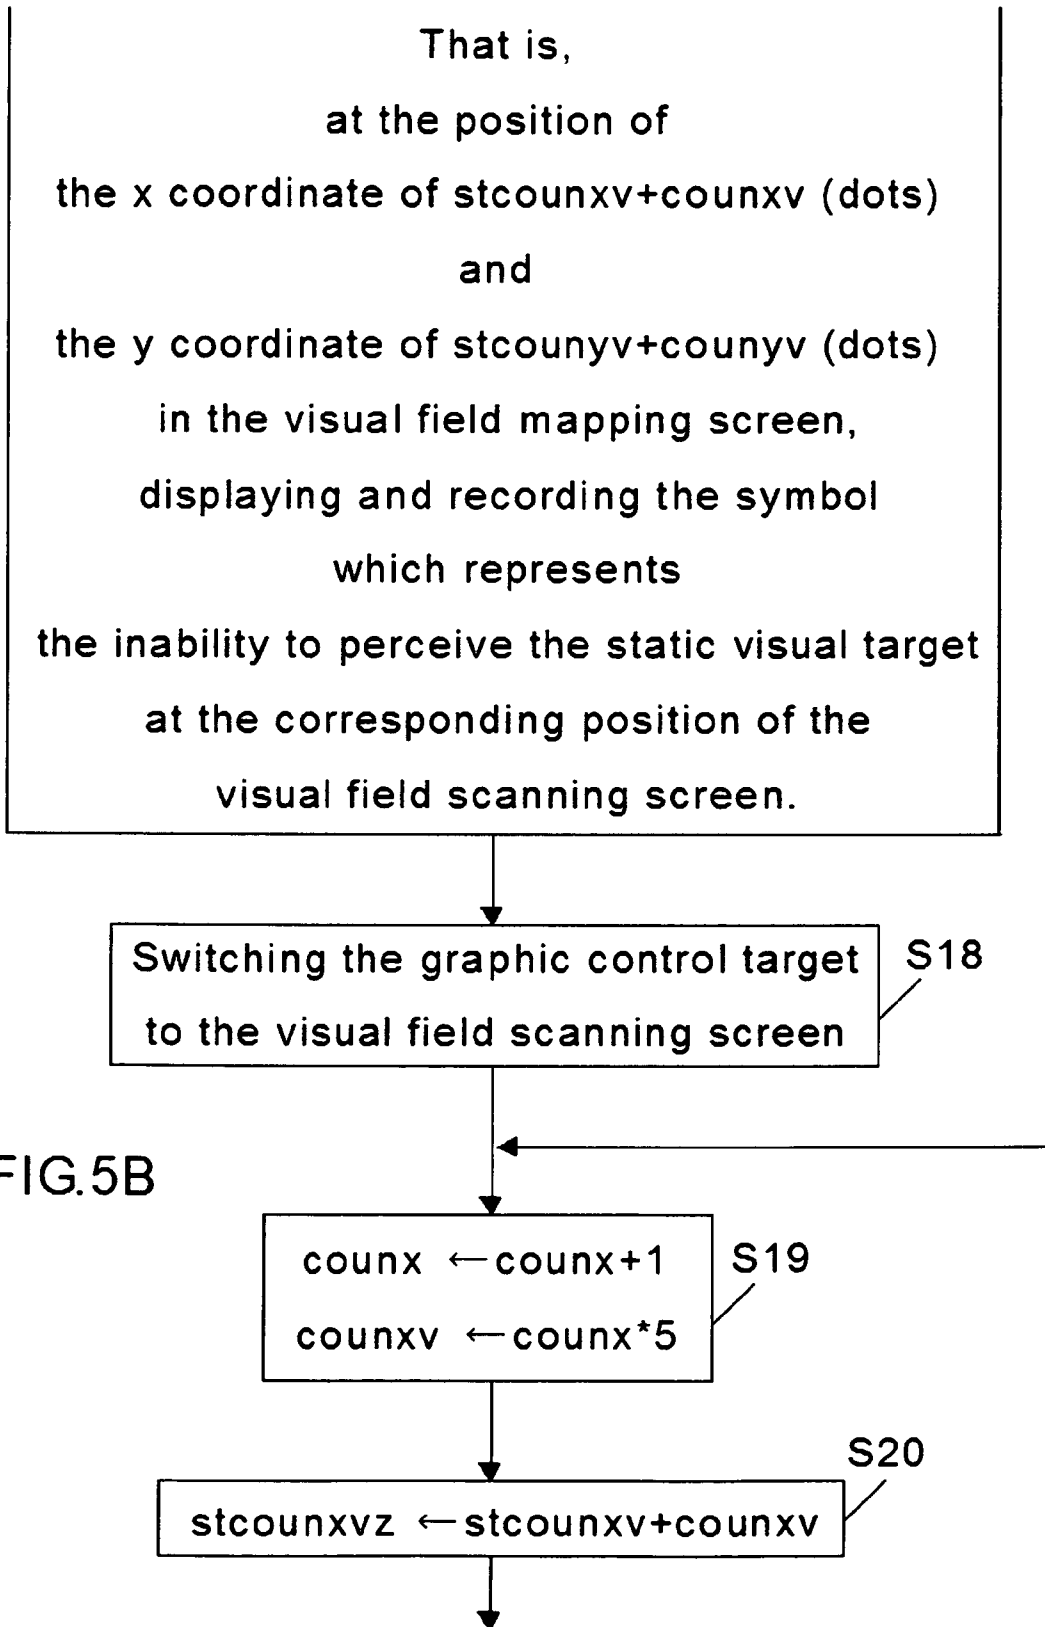 That is,
at the position of
the x coordinate of stcounxv+counxv (dots)
and
the y coordinate of stcounyv+counyv (dots)
in the visual field mapping screen,
displaying and recording the symbol
which represents
the inability to perceive the static visual target
at the corresponding position of the
visual field scanning screen.
Switching the graphic control target
to the visual field scanning screen
S18
FIG.5B
counx ←counx+1
counxv ←counx*5
S19
S20
stcounxvz ←stcounxv+counxv